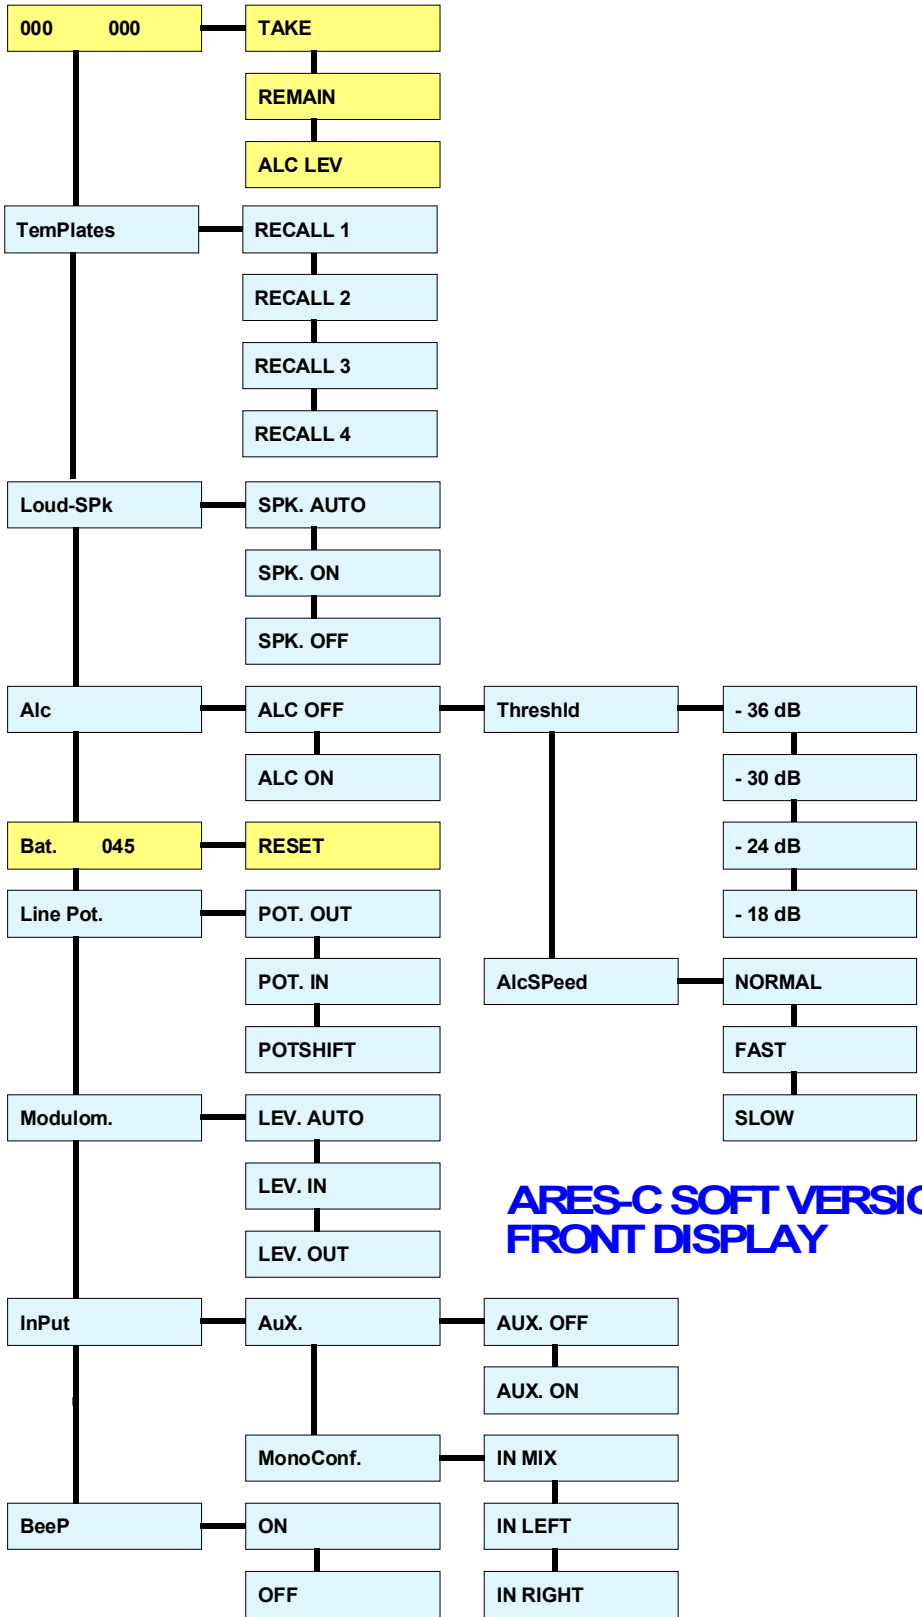 000 000 TAKE
REMAIN
ALC LEV
TemPlates RECALL 1
RECALL 2
RECALL 3
RECALL 4
Loud-SPk SPK. AUTO
SPK. ON
SPK. OFF
Alc ALC OFF Threshld - 36 dB
ALC ON - 30 dB
Bat. 045 RESET - 24 dB
Line Pot. POT. OUT - 18 dB
POT. IN AlcSPeed NORMAL
POTSHIFT FAST
Modulom. LEV. AUTO SLOW
LEV. IN
LEV. OUT
ARES-C SOFT VERSIO
FRONT DISPLAY
InPut AuX. AUX. OFF
AUX. ON
MonoConf. IN MIX
BeeP ON IN LEFT
OFF IN RIGHT